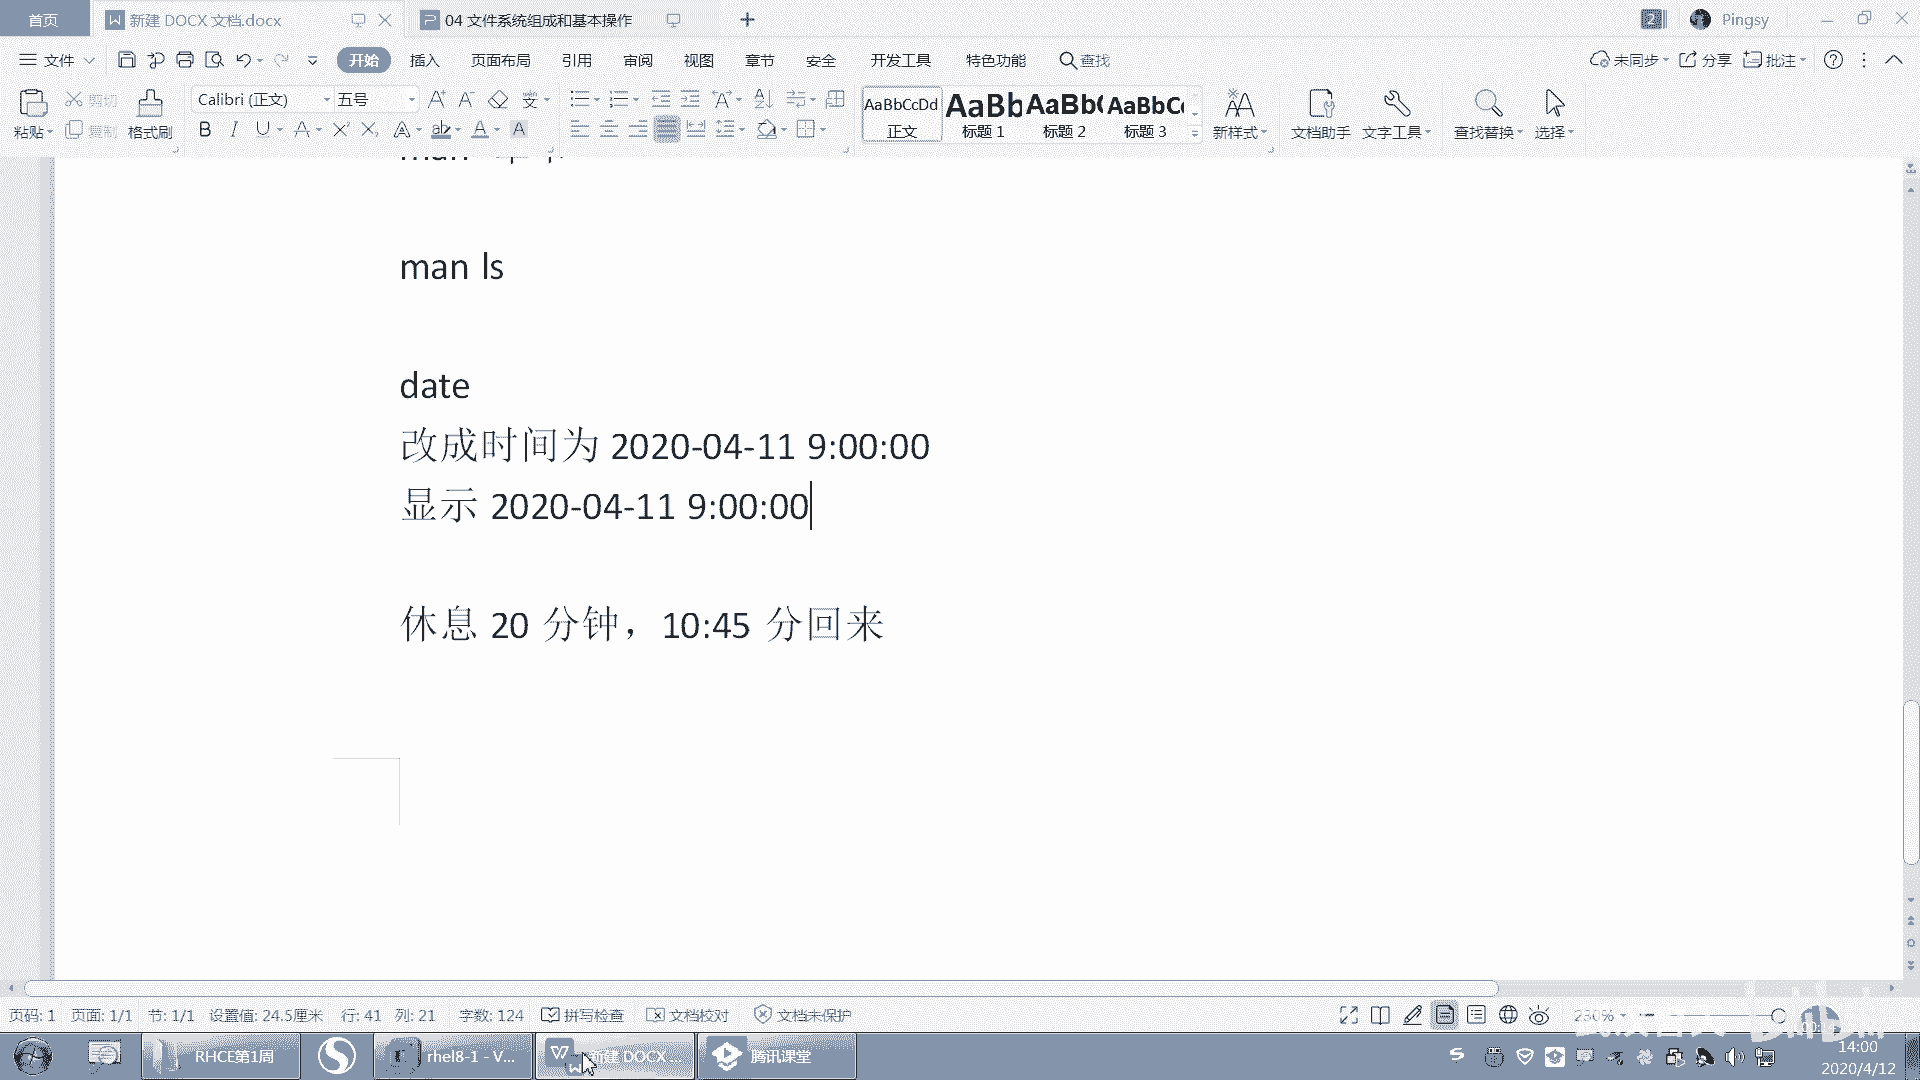 首页 新建 DOCX 文档.docx 04 文件系统组成和基本操作 2 Pingsy
文件 开始 插入 页面布局 引用 审阅 视图 章节 安全 开发工具 特色功能 查找 未同步 分享 批注
粘贴 剪切 复制 格式刷 Calibri (正文) 五号
AaBbCcDd 正文 标题 1 标题 2 标题 3 新样式 文档助手 文字工具 查找替换 选择
man ls
date
改成时间为 2020-04-11 9:00:00
显示 2020-04-11 9:00:00
休息 20 分钟，10:45 分回来
页码: 1 页面: 1/1 节: 1/1 设置值: 24.5厘米 行: 41 列: 21 字数: 124 拼写检查 文档校对 文档未保护 230%
RHCE第1周 rhel8-1 - V... 新建 DOCX ... 腾讯课堂
14:00
2020/4/12